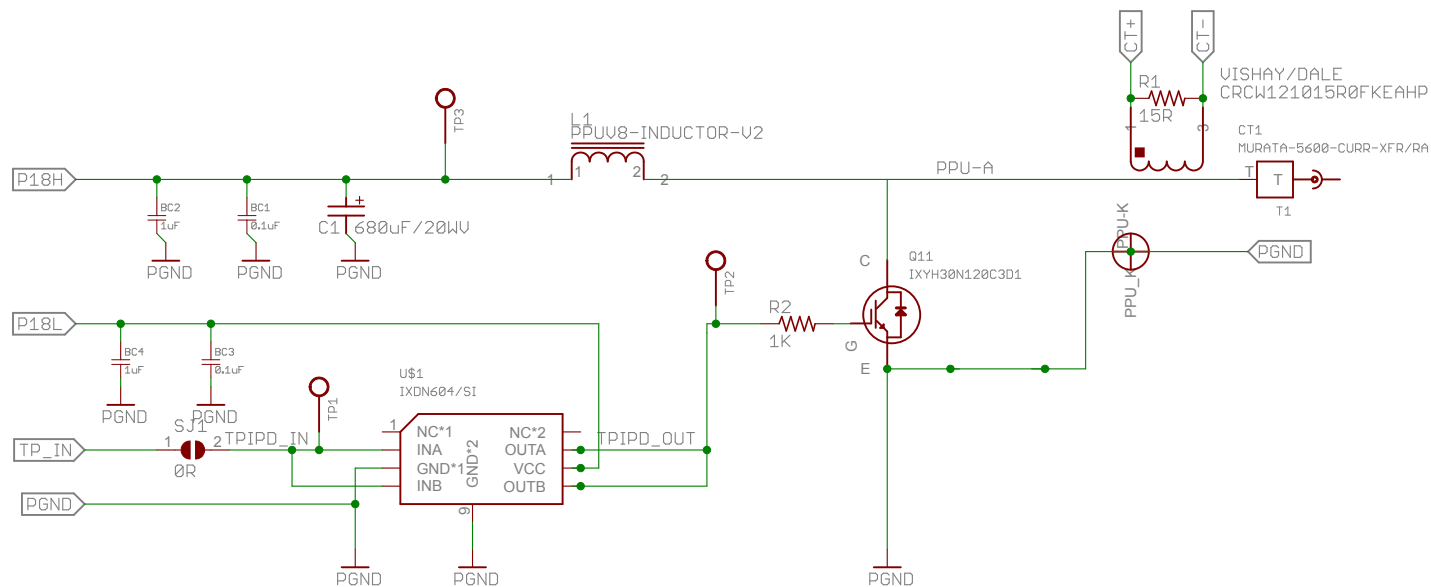 CT+
CT-
R1
15R
1
3
VISHAY/DALE
CRCW121015R0FKEAHP
CT1
MURATA-5600-CURR-XFR/RA
TP3
L1
PPUV8-INDUCTOR-V2
P18H
1
1
2
2
PPU-A
T
T
T1
BC2
1uF
BC1
0.1uF
C1
+
680uF/20WV
PGND
PGND
PGND
PPU-K
PPU_K
PGND
TP2
C
Q11
IXYH30N120C3D1
R2
1K
G
E
P18L
BC4
1uF
BC3
0.1uF
PGND
PGND
U$1
IXDN604/SI
TP1
SJ1
TP_IN
1
2
0R
TPIPD_IN
1
NC*1
INA
GND*1
INB
GND*2
9
NC*2
OUTA
VCC
OUTB
TPIPD_OUT
PGND
PGND
PGND
PGND